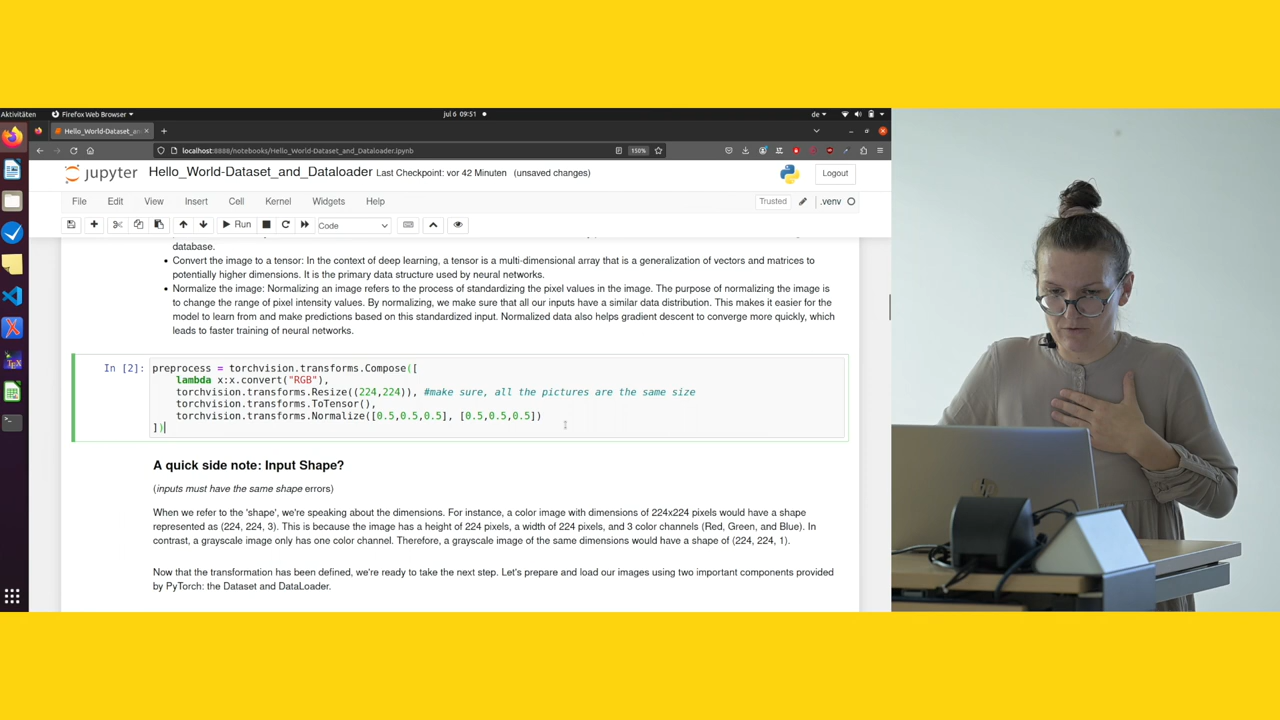 Aktivitäten
Firefox Web Browser
Jul 6 09:51
de
Hello_World-Dataset_an
localhost:8888/notebooks/Hello_World-Dataset_and_Dataloader.ipynb
150%
jupyter Hello_World-Dataset_and_Dataloader Last Checkpoint: vor 42 Minuten (unsaved changes)
Logout
File Edit View Insert Cell Kernel Widgets Help
Trusted .venv
Run Code
database.
Convert the image to a tensor: In the context of deep learning, a tensor is a multi-dimensional array that is a generalization of vectors and matrices to
potentially higher dimensions. It is the primary data structure used by neural networks.
Normalize the image: Normalizing an image refers to the process of standardizing the pixel values in the image. The purpose of normalizing the image is
to change the range of pixel intensity values. By normalizing, we make sure that all our inputs have a similar data distribution. This makes it easier for the
model to learn from and make predictions based on this standardized input. Normalized data also helps gradient descent to converge more quickly, which
leads to faster training of neural networks.
In [2]: preprocess = torchvision.transforms.Compose([
lambda x:x.convert("RGB"),
torchvision.transforms.Resize((224,224)), #make sure, all the pictures are the same size
torchvision.transforms.ToTensor(),
torchvision.transforms.Normalize([0.5,0.5,0.5], [0.5,0.5,0.5])
])
A quick side note: Input Shape?
(inputs must have the same shape errors)
When we refer to the 'shape', we're speaking about the dimensions. For instance, a color image with dimensions of 224x224 pixels would have a shape
represented as (224, 224, 3). This is because the image has a height of 224 pixels, a width of 224 pixels, and 3 color channels (Red, Green, and Blue). In
contrast, a grayscale image only has one color channel. Therefore, a grayscale image of the same dimensions would have a shape of (224, 224, 1).
Now that the transformation has been defined, we're ready to take the next step. Let's prepare and load our images using two important components provided
by PyTorch: the Dataset and DataLoader.